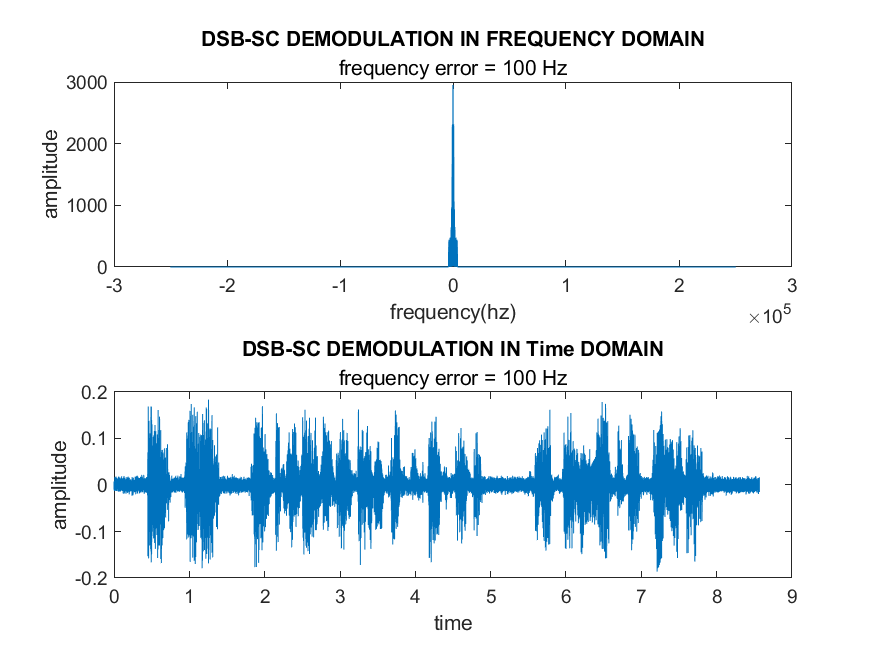 DSB-SC DEMODULATION IN FREQUENCY DOMAIN
frequency error = 100 Hz
3000
2000
1000
0
amplitude
-3 -2 -1 0 1 2 3
frequency(hz)
×10^5
DSB-SC DEMODULATION IN Time DOMAIN
frequency error = 100 Hz
0.2
0.1
0
-0.1
-0.2
amplitude
0 1 2 3 4 5 6 7 8 9
time